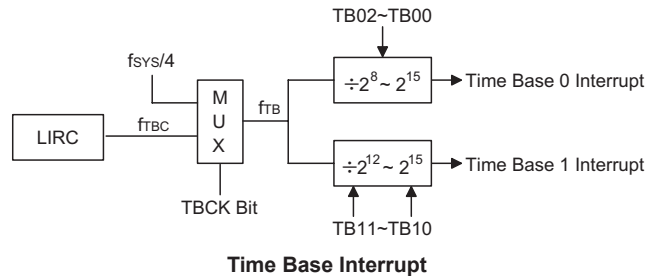 TB02~TB00
fSYS/4
M
U
X
fTB
÷2^8~ 2^15
Time Base 0 Interrupt
LIRC
fTBC
÷2^12~ 2^15
Time Base 1 Interrupt
TBCK Bit
TB11~TB10
Time Base Interrupt